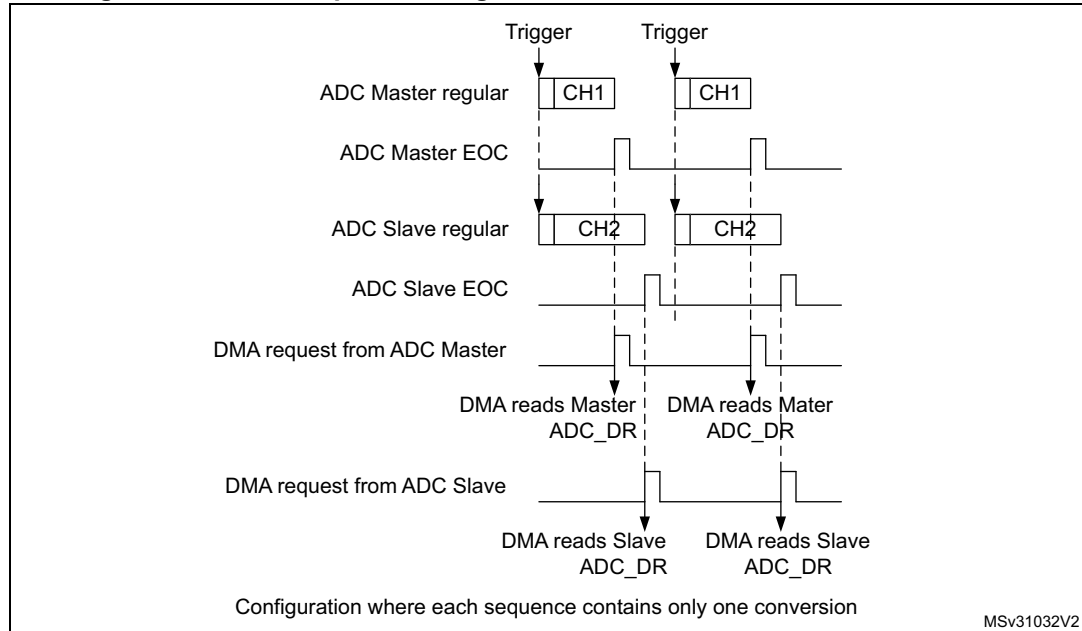 Trigger Trigger
ADC Master regular CH1 CH1
ADC Master EOC
ADC Slave regular CH2 CH2
ADC Slave EOC
DMA request from ADC Master
DMA reads Master DMA reads Mater
ADC_DR ADC_DR
DMA request from ADC Slave
DMA reads Slave DMA reads Slave
ADC_DR ADC_DR
Configuration where each sequence contains only one conversion
MSv31032V2